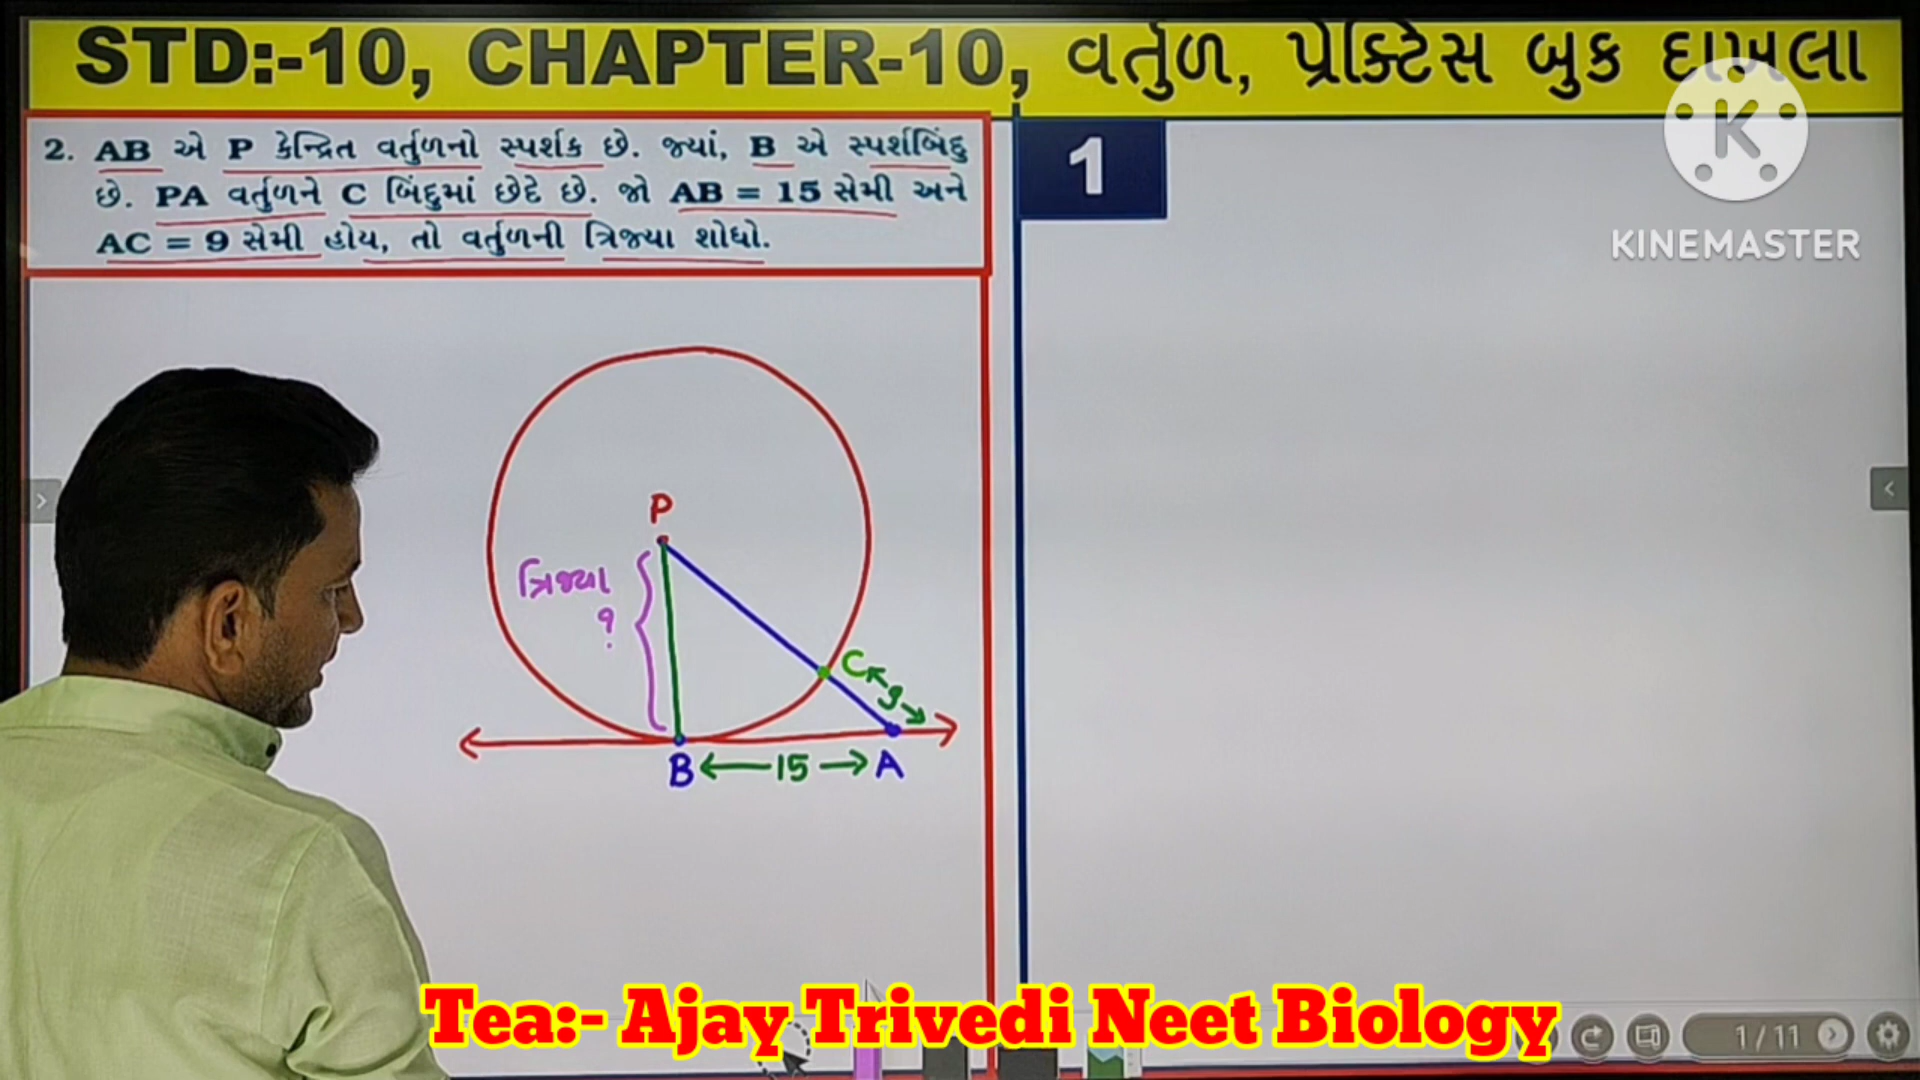 STD:-10, CHAPTER-10, વર્તુળ, પ્રેક્ટિસ બુક દાખલા
2. AB એ P કેન્દ્રિત વર્તુળનો સ્પર્શક છે. જ્યાં, B એ સ્પર્શબિંદુ
છે. PA વર્તુળને C બિંદુમાં છેદે છે. જો AB = 15 સેમી અને
AC = 9 સેમી હોય, તો વર્તુળની ત્રિજ્યા શોધો.
1
K
KINEMASTER
P
ત્રિજ્યા
?
C
9
B 15 A
Tea:- Ajay Trivedi Neet Biology
1/11